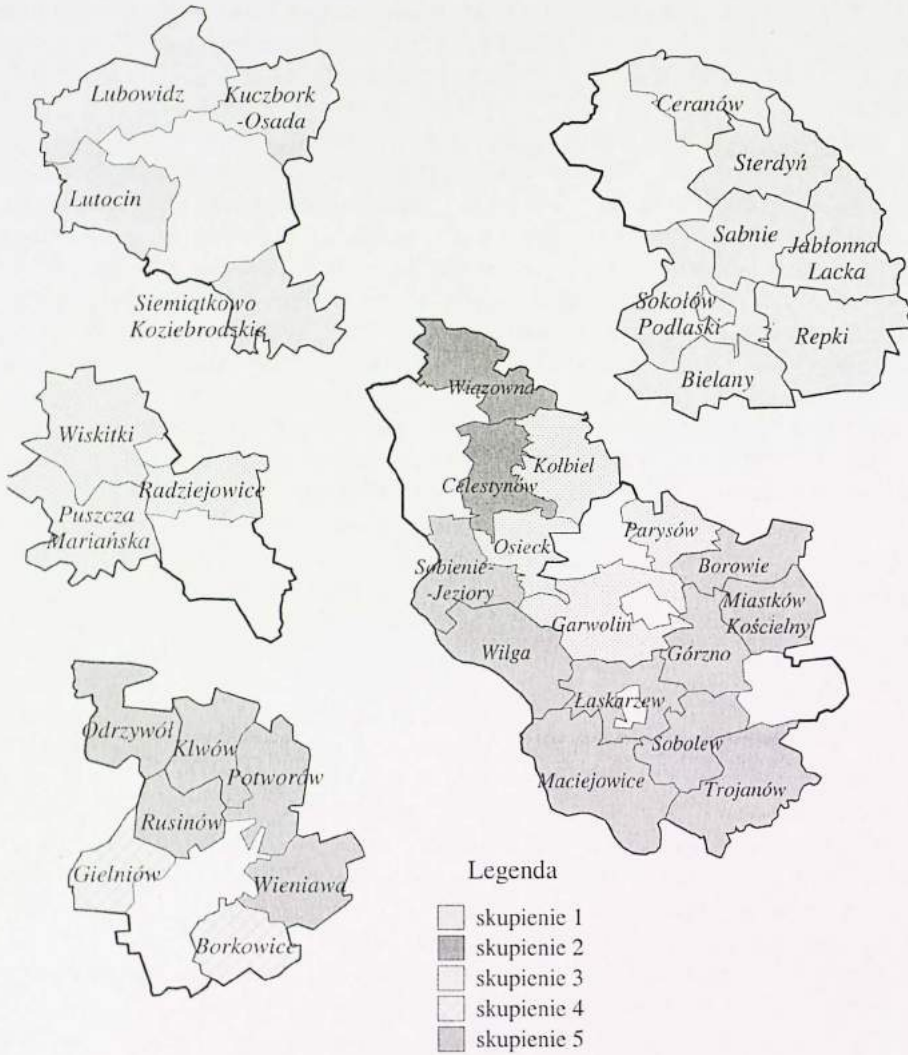 Lubowidz
Kuczbork
-Osada
Lutocin
Siemiątkowo
Koziebrodzkie
Ceranów
Sterdyń
Sabnie
Jabłonna
Lacka
Sokołów
Podlaski
Repki
Bielany
Wiskitki
Radziejowice
Puszcza
Mariańska
Wiązowna
Kołbiel
Celestynów
Osieck
Parysów
Sobienie-
-Jeziory
Borowie
Miastków
Kościelny
Garwolin
Wilga
Górzno
Łaskarzew
Sobolew
Maciejowice
Trojanów
Odrzywół
Klwów
Potworów
Rusinów
Gielniów
Wieniawa
Borkowice
Legenda
skupienie 1
skupienie 2
skupienie 3
skupienie 4
skupienie 5